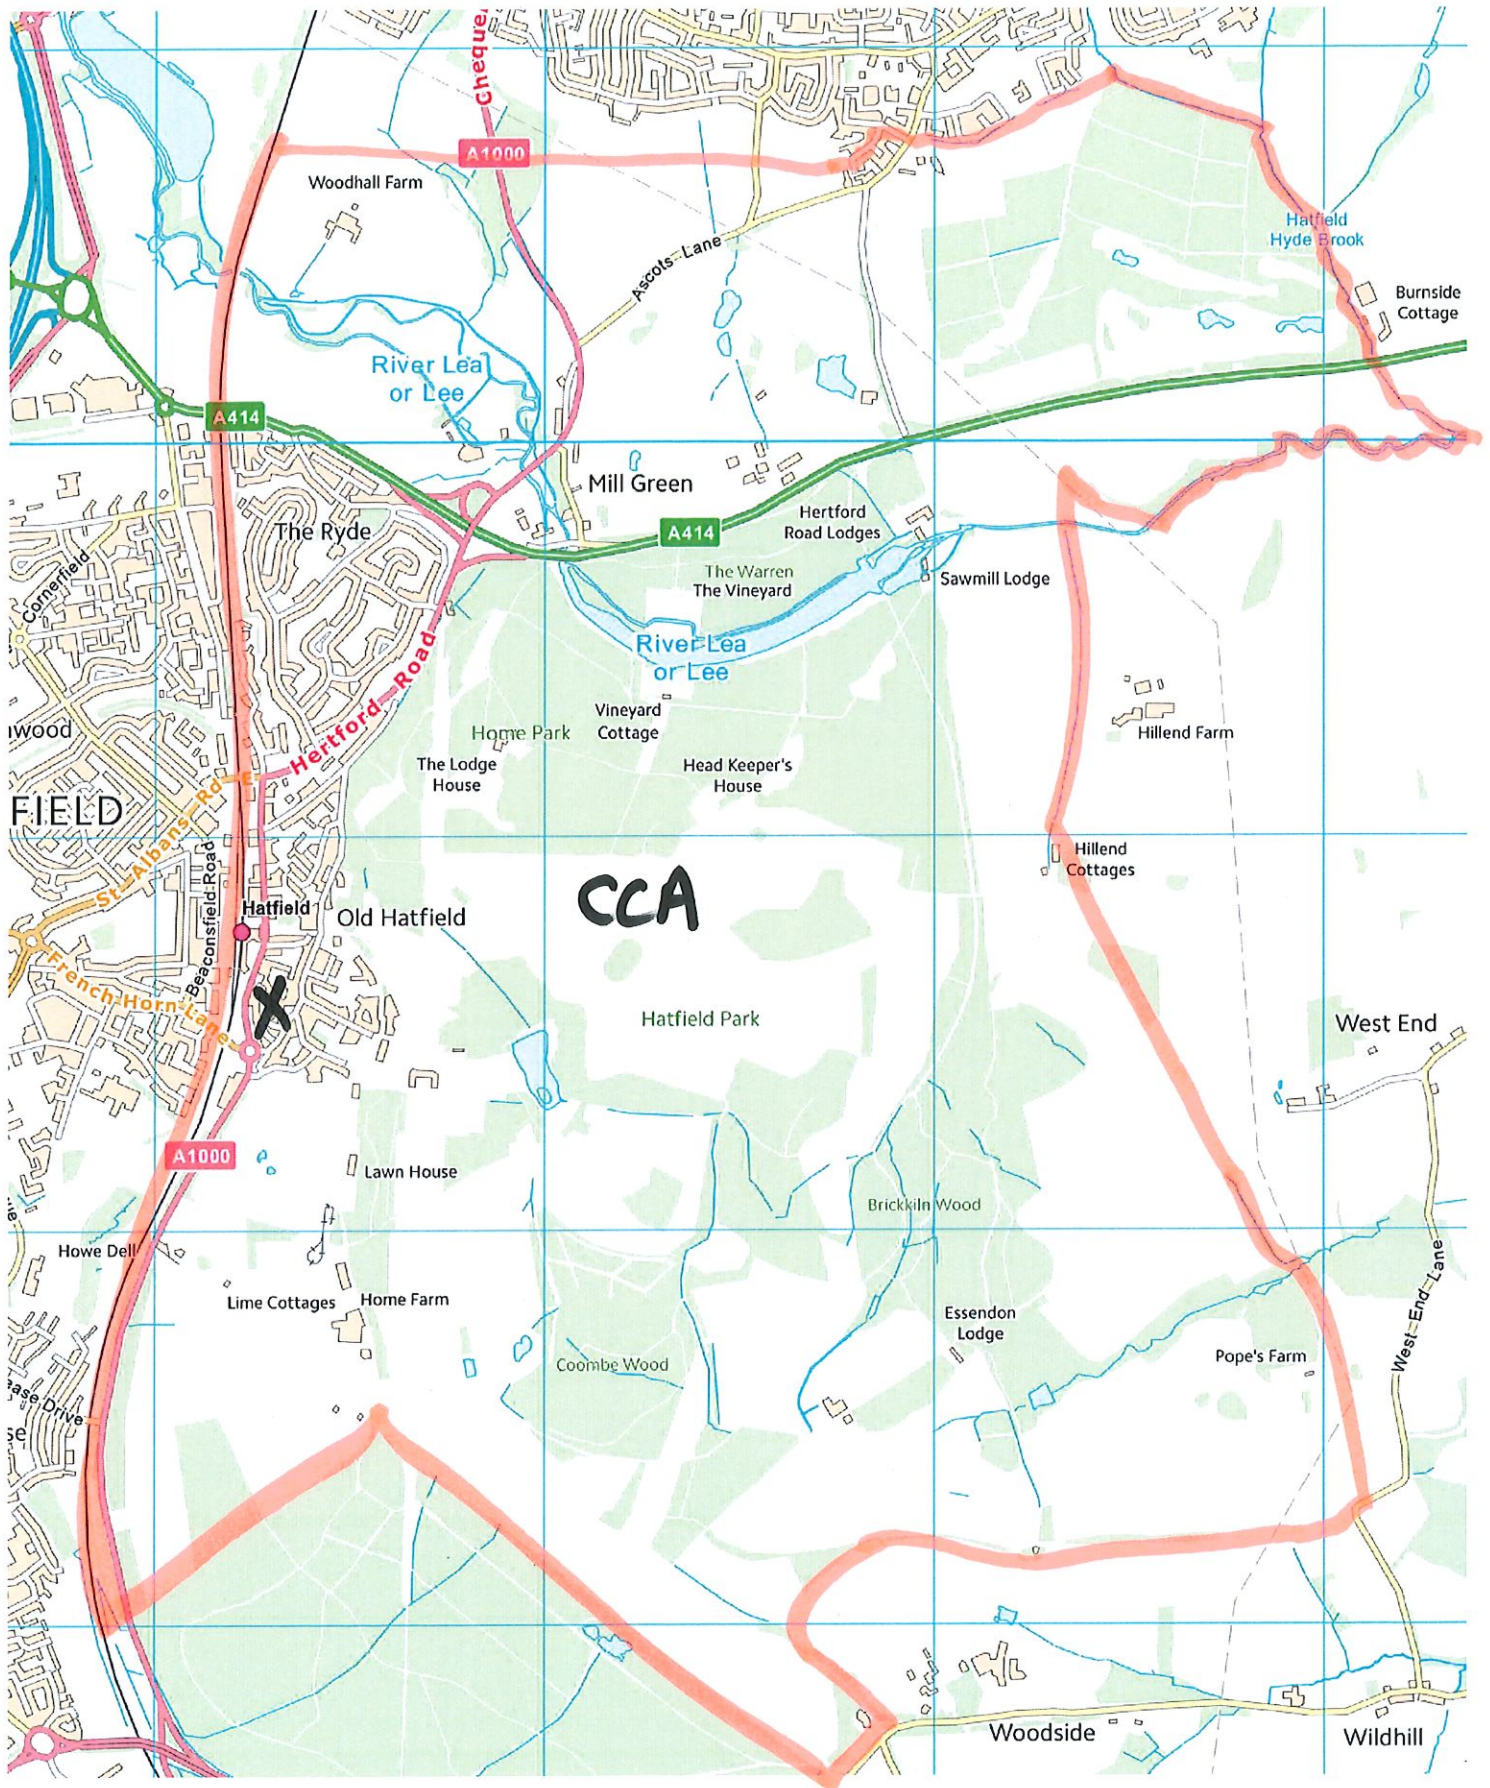 Chequer
A1000
Woodhall Farm
Hatfield
Hyde Brook
Ascots Lane
Burnside
Cottage
River Lea
or Lee
A414
Mill Green
Hertford
Road Lodges
The Ryde
A414
Cornerfield
The Warren
The Vineyard
Sawmill Lodge
River Lea
or Lee
Hertford Road
Vineyard
Cottage
Home Park
The Lodge
House
Head Keeper's
House
Hillend Farm
wood
FIELD
St Albans Rd E
Beaconsfield Road
Hillend
Cottages
CCA
Hatfield
Old Hatfield
French Horn Lane
X
Hatfield Park
West End
A1000
Lawn House
Brickkiln Wood
Howe Dell
Lime Cottages
Home Farm
Essendon
Lodge
West End Lane
Coombe Wood
Pope's Farm
ease Drive
Woodside
Wildhill